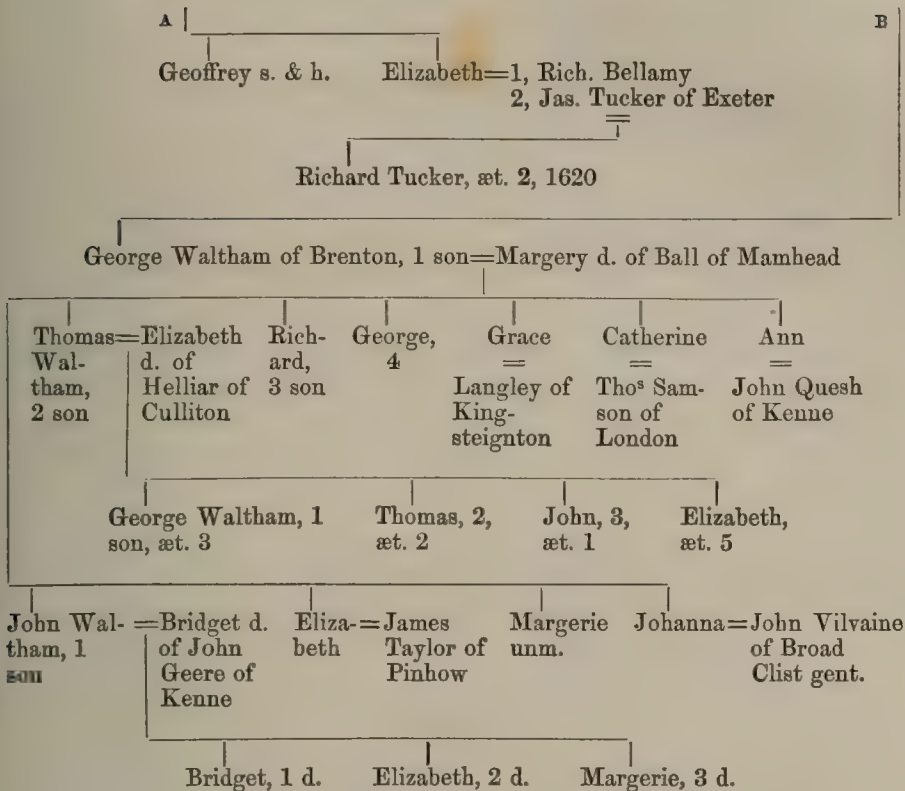 A B
Geoffrey s. & h. Elizabeth=1, Rich. Bellamy
2, Jas. Tucker of Exeter
=
Richard Tucker, æt. 2, 1620
George Waltham of Brenton, 1 son=Margery d. of Ball of Mamhead
Thomas=Elizabeth Rich- George, Grace Catherine Ann
Wal- d. of ard, 4 = = =
tham, Helliar of 3 son Langley of Thoˢ Sam- John Quesh
2 son Culliton King- son of of Kenne
steignton London
George Waltham, 1 Thomas, 2, John, 3, Elizabeth,
son, æt. 3 æt. 2 æt. 1 æt. 5
John Wal- =Bridget d. Eliza-=James Margerie Johanna=John Vilvaine
tham, 1 of John beth Taylor of unm. of Broad
son Geere of Pinhow Clist gent.
Kenne
Bridget, 1 d. Elizabeth, 2 d. Margerie, 3 d.